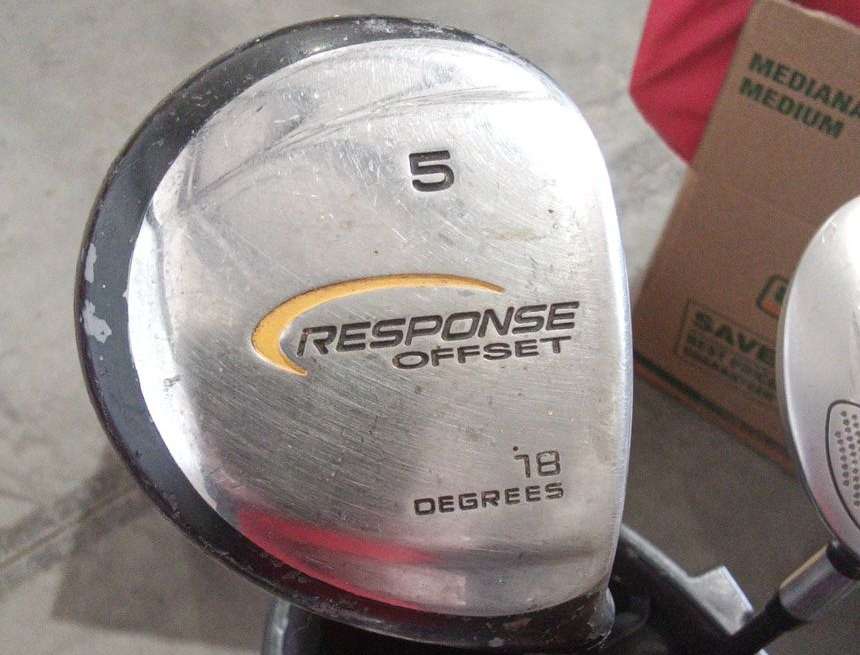 5
RESPONSE
OFFSET
18
DEGREES
MEDIANA
MEDIUM
SAVE